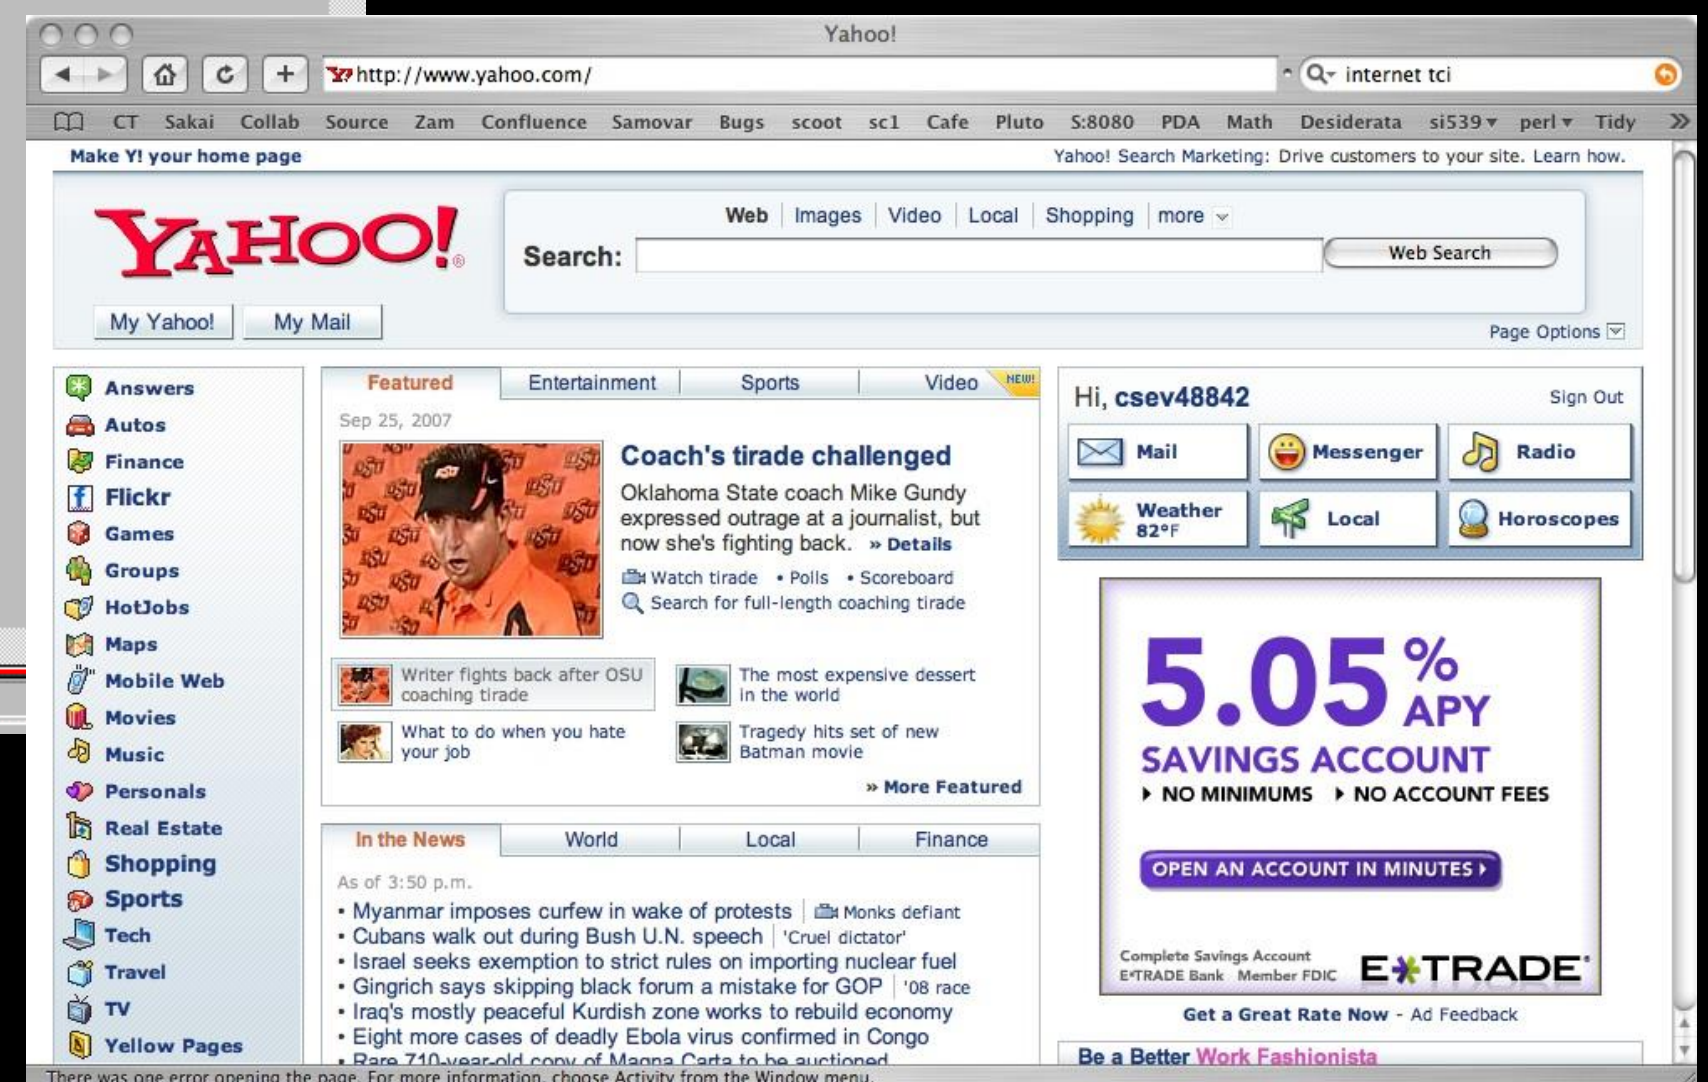 Yahoo!
http://www.yahoo.com/
internet tci
CT Sakai Collab Source Zam Confluence Samovar Bugs scoot sc1 Cafe Pluto S:8080 PDA Math Desiderata si539 perl Tidy »
Make Y! your home page
Yahoo! Search Marketing: Drive customers to your site. Learn how.
YAHOO!®
Web | Images | Video | Local | Shopping | more
Search:
Web Search
My Yahoo!
My Mail
Page Options
Answers
Autos
Finance
Flickr
Games
Groups
HotJobs
Maps
Mobile Web
Movies
Music
Personals
Real Estate
Shopping
Sports
Tech
Travel
TV
Yellow Pages
Featured Entertainment Sports Video NEW!
Sep 25, 2007
Coach's tirade challenged
Oklahoma State coach Mike Gundy
expressed outrage at a journalist, but
now she's fighting back. » Details
Watch tirade • Polls • Scoreboard
Search for full-length coaching tirade
Writer fights back after OSU
coaching tirade
The most expensive dessert
in the world
What to do when you hate
your job
Tragedy hits set of new
Batman movie
» More Featured
In the News World Local Finance
As of 3:50 p.m.
• Myanmar imposes curfew in wake of protests | Monks defiant
• Cubans walk out during Bush U.N. speech | 'Cruel dictator'
• Israel seeks exemption to strict rules on importing nuclear fuel
• Gingrich says skipping black forum a mistake for GOP | '08 race
• Iraq's mostly peaceful Kurdish zone works to rebuild economy
• Eight more cases of deadly Ebola virus confirmed in Congo
• Rare 710-year-old copy of Magna Carta to be auctioned
Hi, csev48842
Sign Out
Mail
Messenger
Radio
Weather
82°F
Local
Horoscopes
5.05%
APY
SAVINGS ACCOUNT
NO MINIMUMS NO ACCOUNT FEES
OPEN AN ACCOUNT IN MINUTES
Complete Savings Account
E*TRADE Bank Member FDIC
E*TRADE
Get a Great Rate Now - Ad Feedback
Be a Better Work Fashionista
There was one error opening the page. For more information, choose Activity from the Window menu.